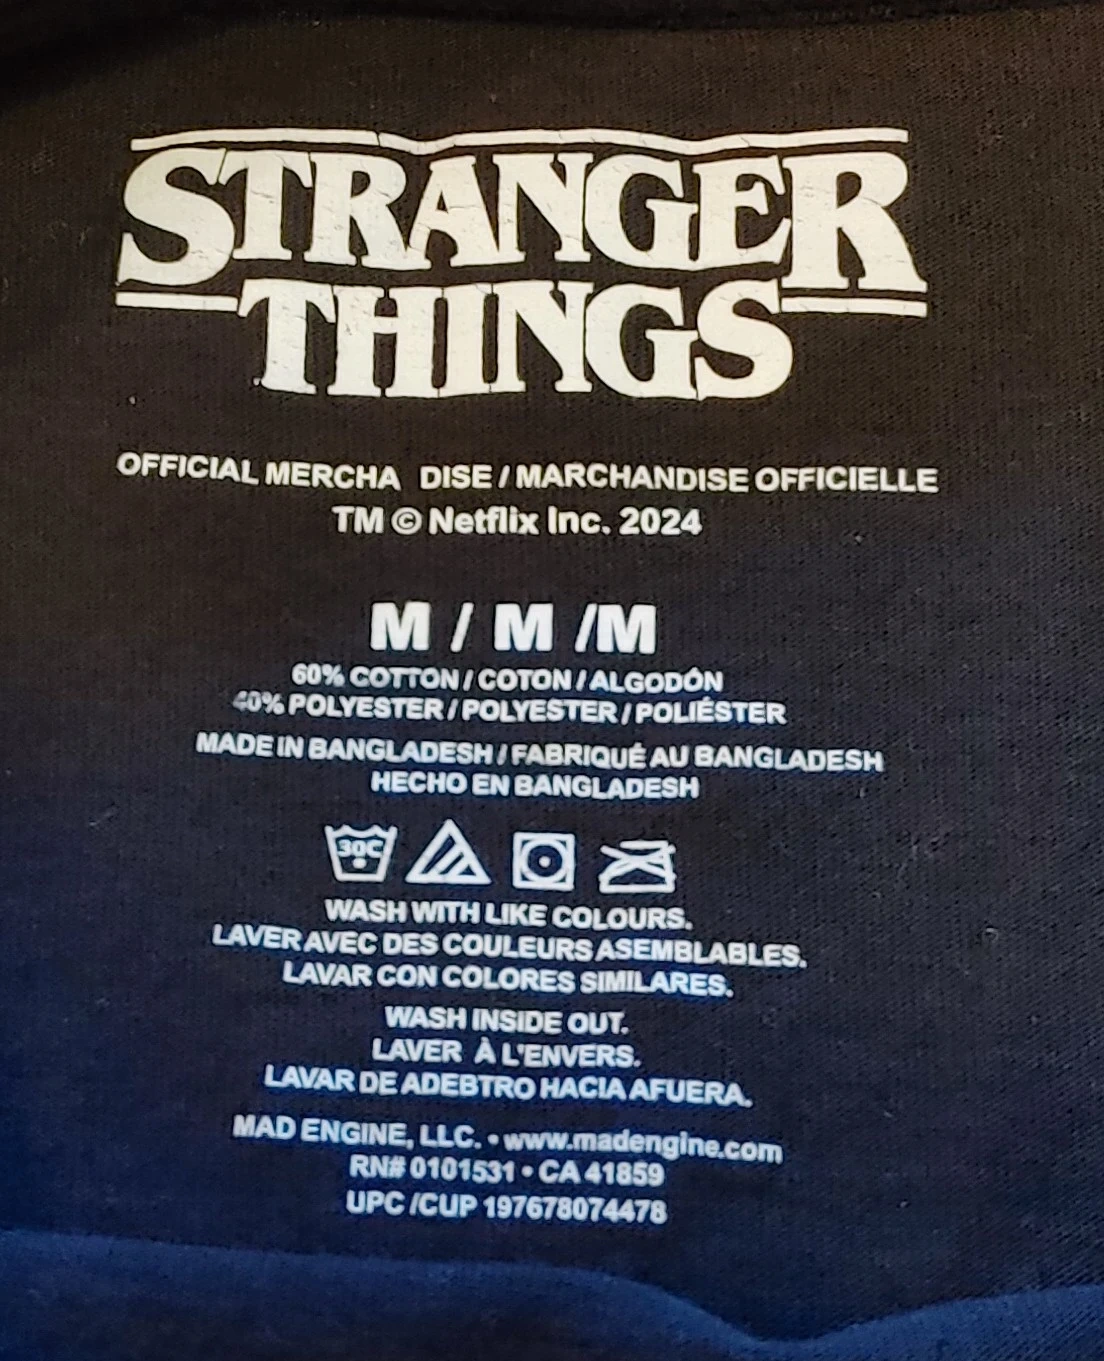 STRANGER
THINGS
OFFICIAL MERCHA DISE / MARCHANDISE OFFICIELLE
TM © Netflix Inc. 2024
M / M /M
60% COTTON / COTON / ALGODÓN
40% POLYESTER / POLYESTER / POLIÉSTER
MADE IN BANGLADESH / FABRIQUÉ AU BANGLADESH
HECHO EN BANGLADESH
30C
WASH WITH LIKE COLOURS.
LAVER AVEC DES COULEURS ASEMBLABLES.
LAVAR CON COLORES SIMILARES.
WASH INSIDE OUT.
LAVER À L'ENVERS.
LAVAR DE ADEBTRO HACIA AFUERA.
MAD ENGINE, LLC. • www.madengine.com
RN# 0101531 • CA 41859
UPC /CUP 197678074478